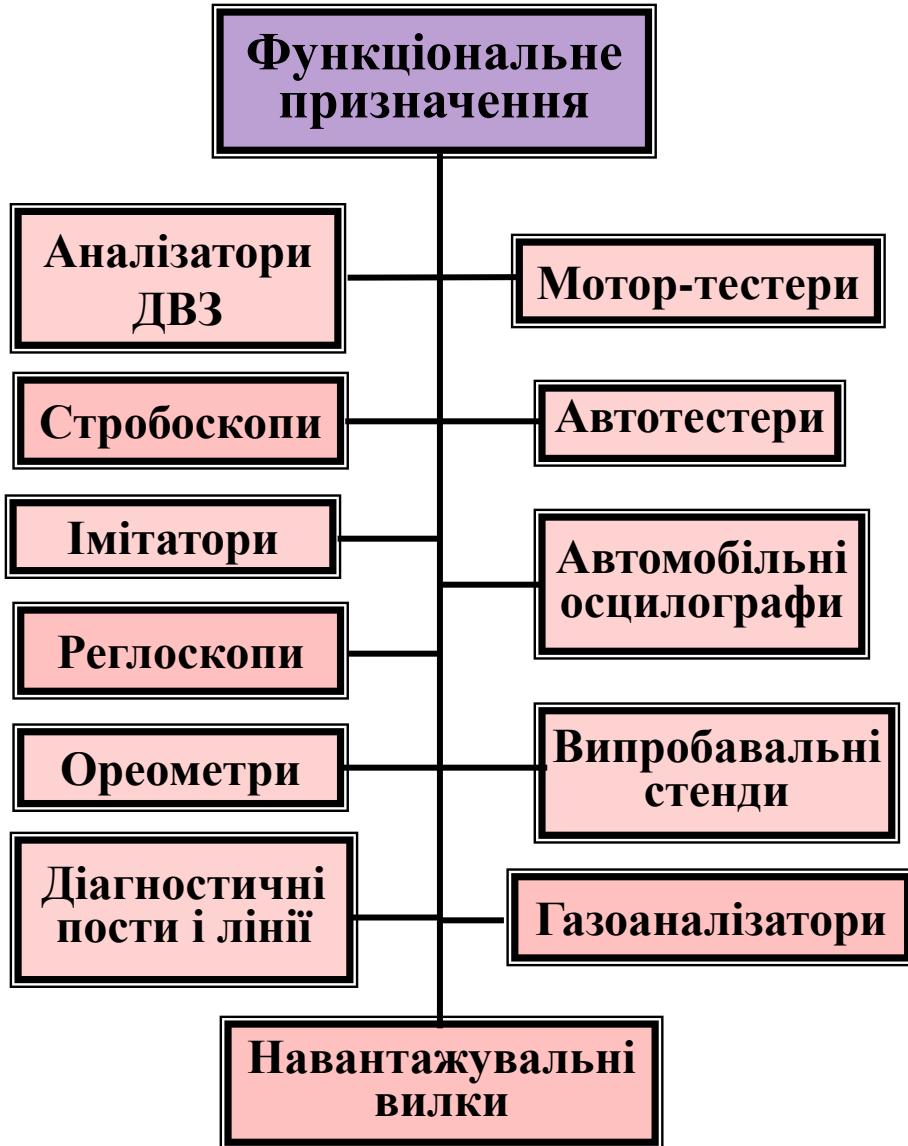 Функціональне
призначення
Аналізатори
ДВЗ
Мотор-тестери
Стробоскопи
Автотестери
Імітатори
Автомобільні
осцилографи
Реглоскопи
Ореометри
Випробавальні
стенди
Діагностичні
пости і лінії
Газоаналізатори
Навантажувальні
вилки